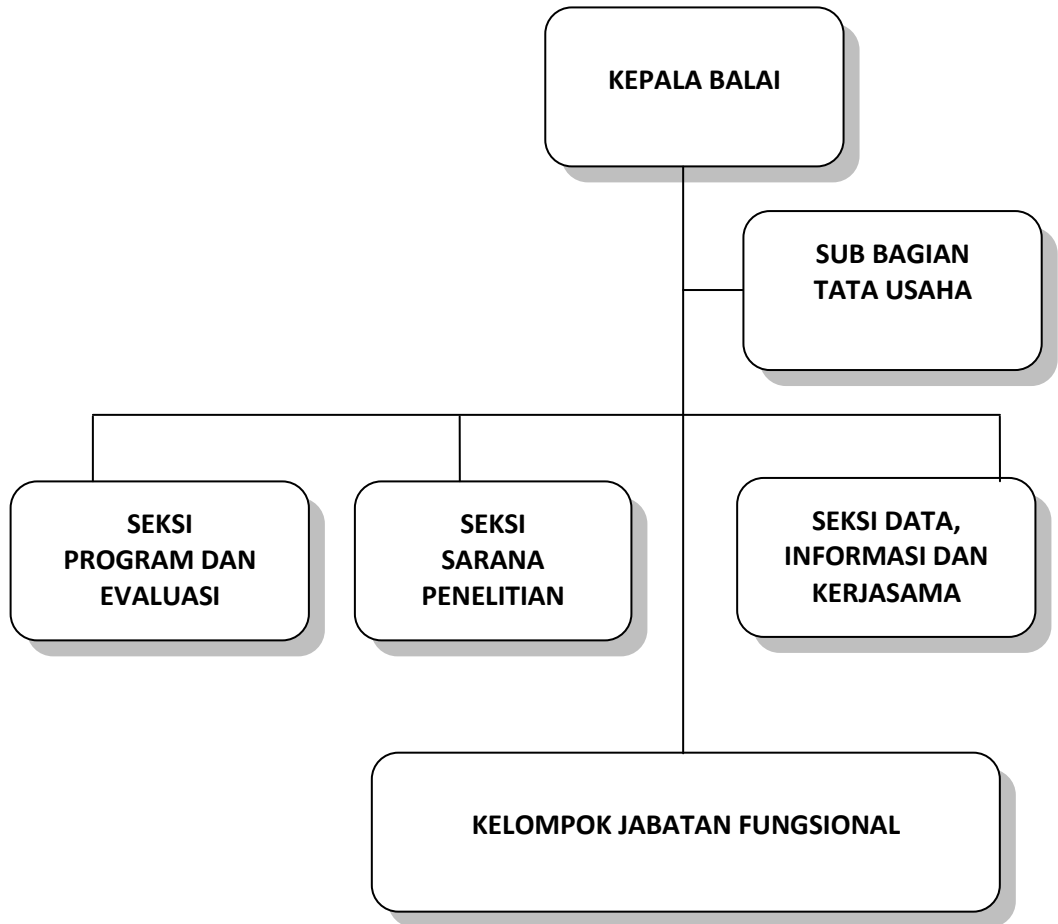 KEPALA BALAI
SUB BAGIAN
TATA USAHA
SEKSI
PROGRAM DAN
EVALUASI
SEKSI
SARANA
PENELITIAN
SEKSI DATA,
INFORMASI DAN
KERJASAMA
KELOMPOK JABATAN FUNGSIONAL